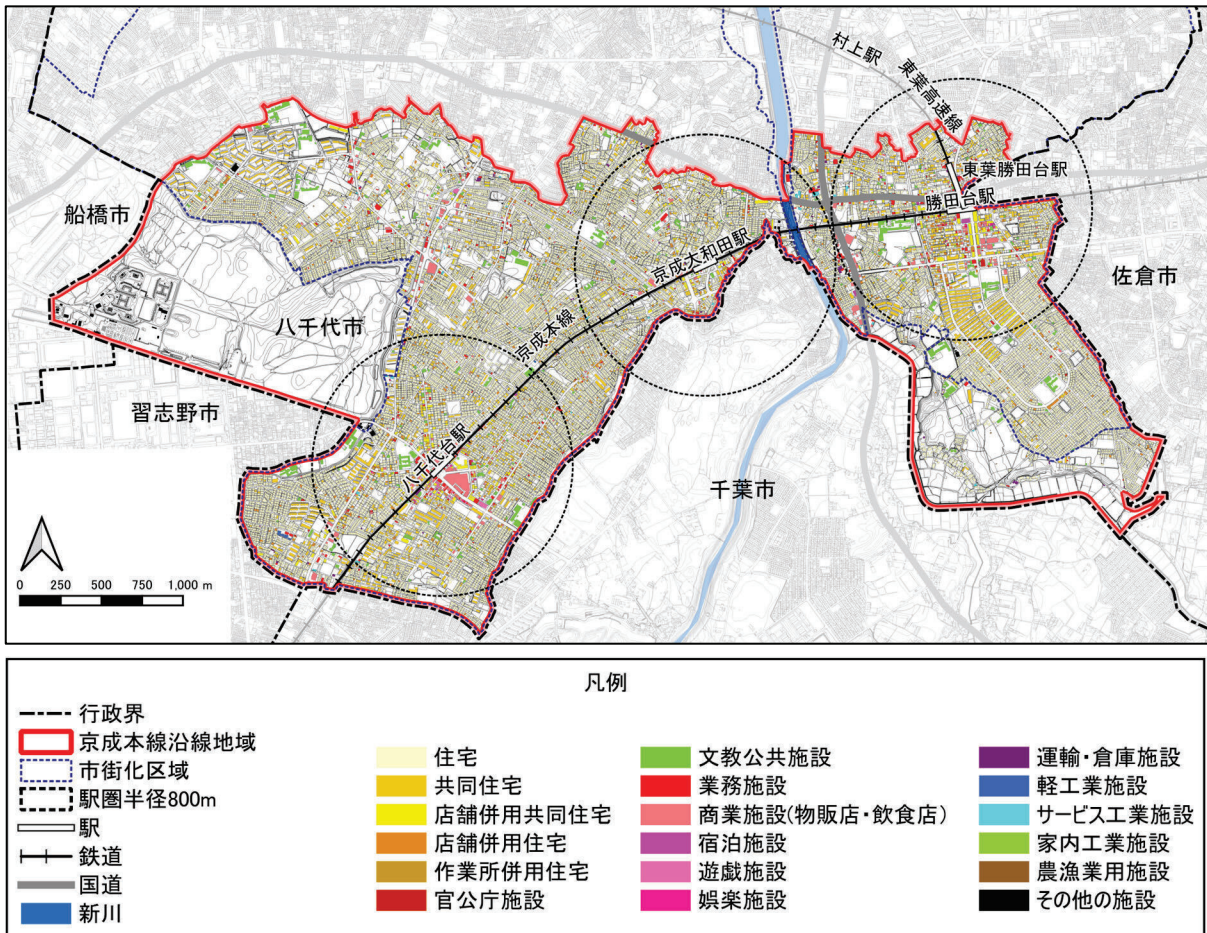 村上駅
東葉高速線
東葉勝田台駅
勝田台駅
船橋市
京成大和田駅
佐倉市
八千代市
京成本線
習志野市
八千代台駅
千葉市
0 250 500 750 1,000 m
凡例
行政界
京成本線沿線地域
市街化区域
駅圏半径800m
駅
鉄道
国道
新川
住宅
共同住宅
店舗併用共同住宅
店舗併用住宅
作業所併用住宅
官公庁施設
文教公共施設
業務施設
商業施設(物販店・飲食店)
宿泊施設
遊戯施設
娯楽施設
運輸・倉庫施設
軽工業施設
サービス工業施設
家内工業施設
農漁業用施設
その他の施設